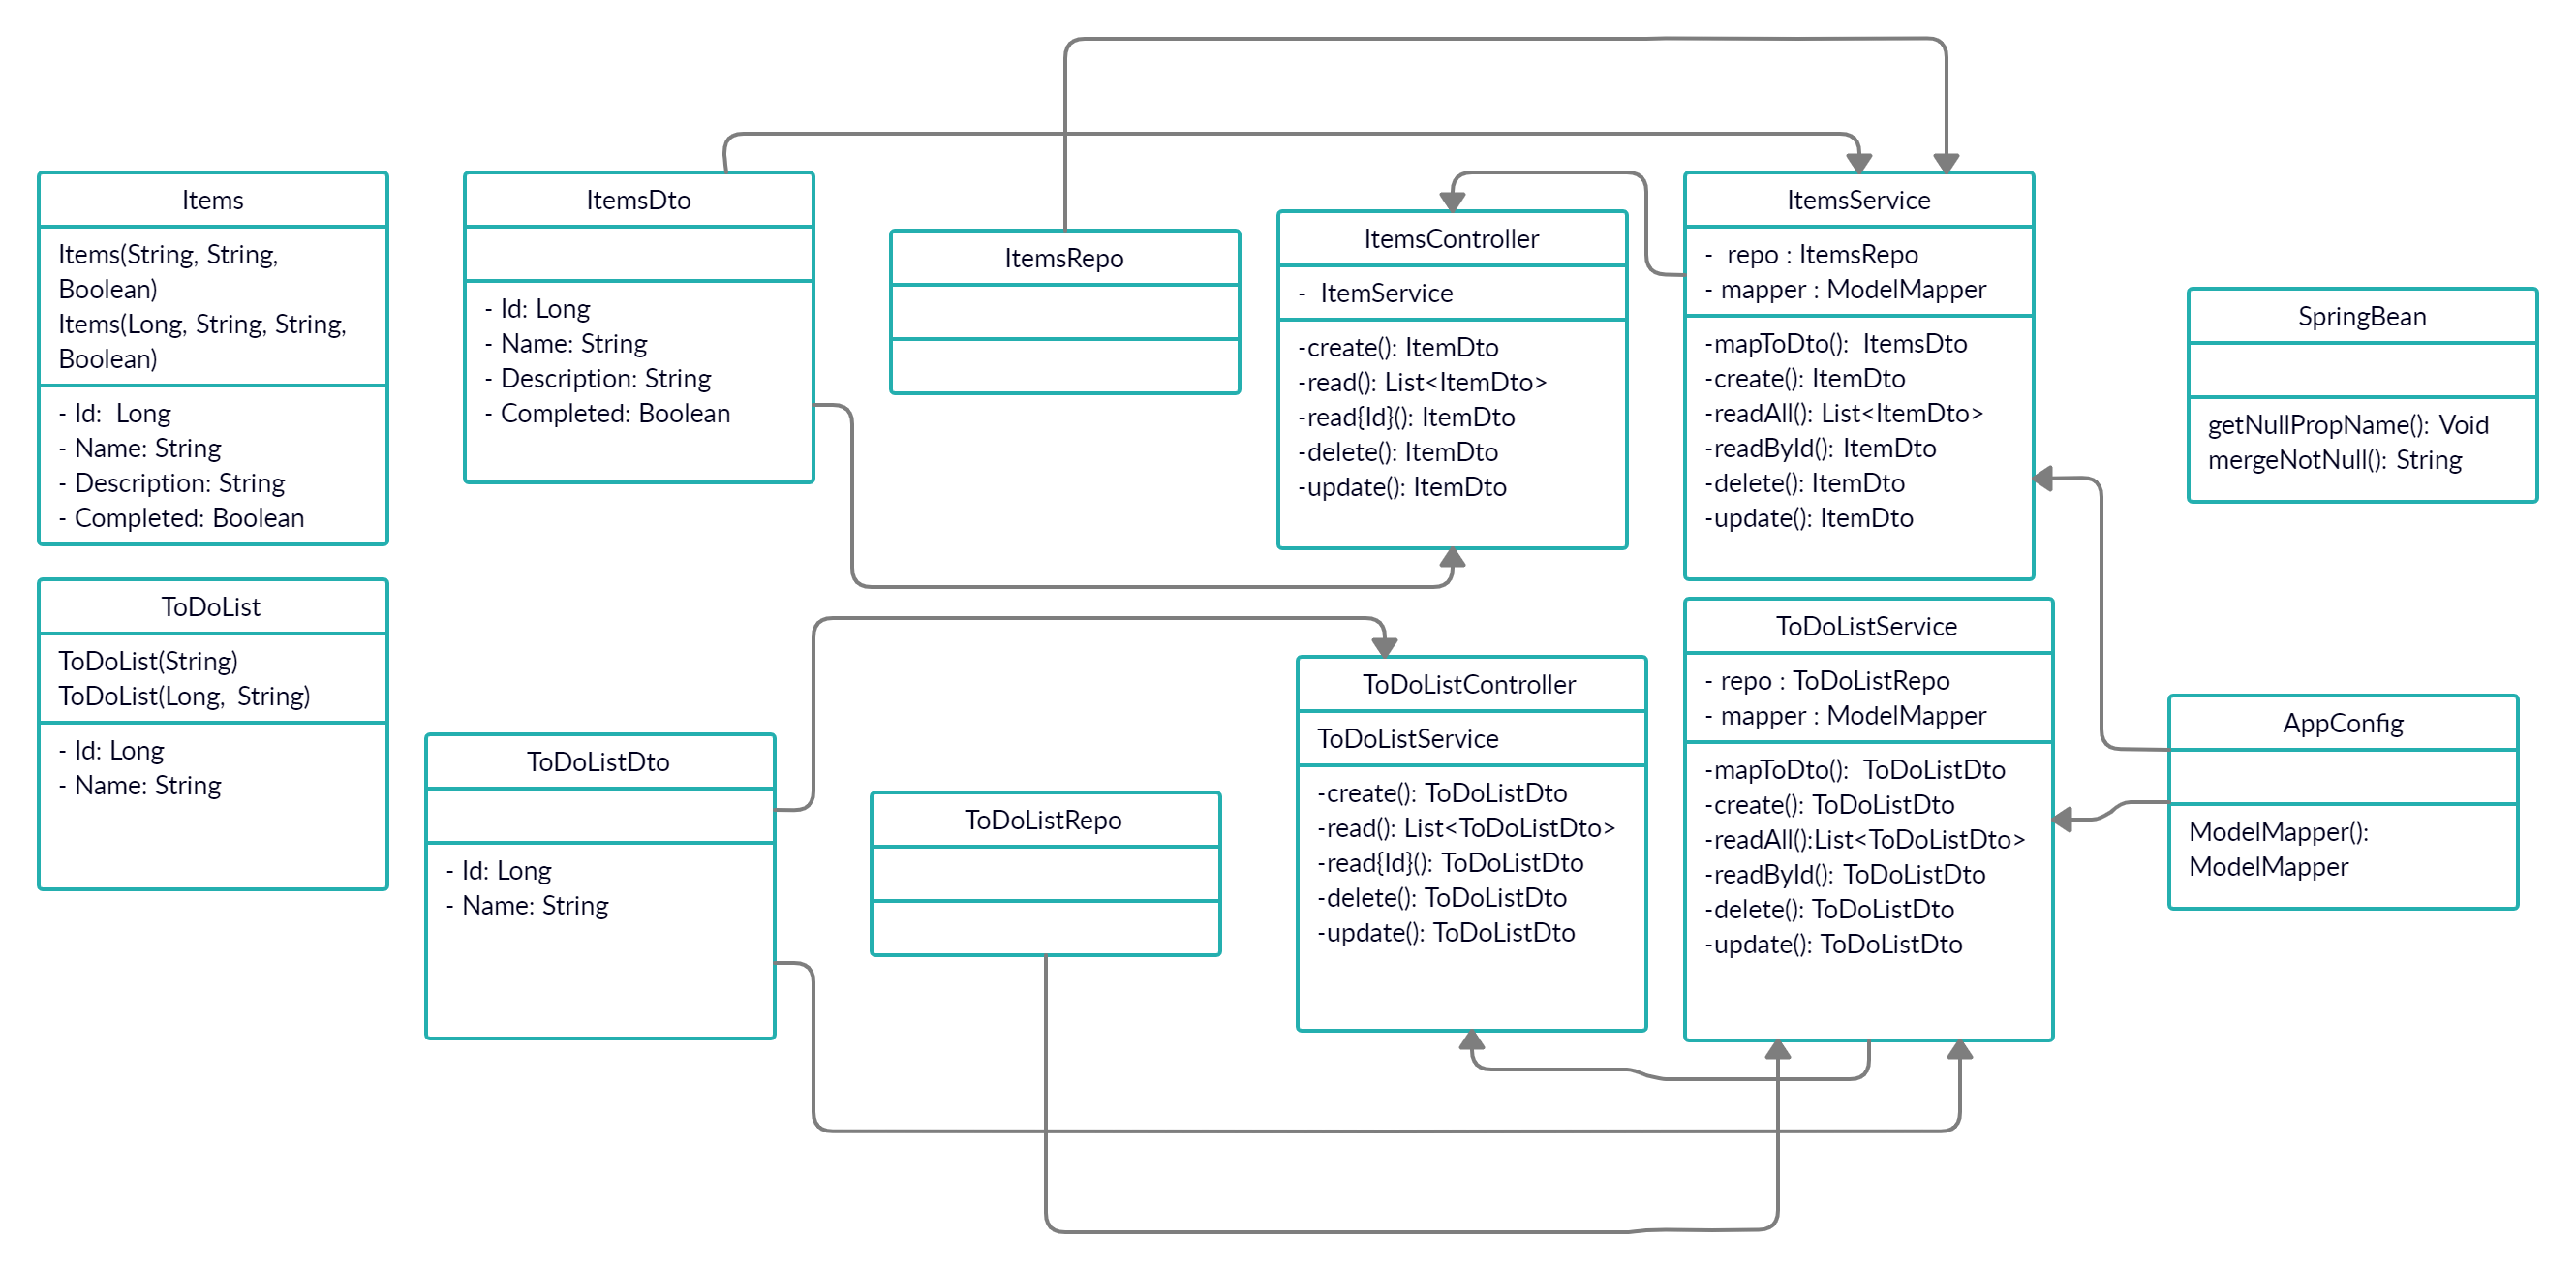 Items
Items(String, String,
Boolean)
Items(Long, String, String,
Boolean)
- Id:  Long
- Name: String
- Description: String
- Completed: Boolean
ItemsDto
- Id: Long
- Name: String
- Description: String
- Completed: Boolean
ItemsRepo
ItemsController
-  ItemService
-create(): ItemDto
-read(): List<ItemDto>
-read{Id}(): ItemDto
-delete(): ItemDto
-update(): ItemDto
ItemsService
-  repo : ItemsRepo
- mapper : ModelMapper
-mapToDto():  ItemsDto
-create(): ItemDto
-readAll(): List<ItemDto>
-readById(): ItemDto
-delete(): ItemDto
-update(): ItemDto
SpringBean
getNullPropName(): Void
mergeNotNull(): String
ToDoList
ToDoList(String)
ToDoList(Long,  String)
- Id: Long
- Name: String
ToDoListDto
- Id: Long
- Name: String
ToDoListRepo
ToDoListController
ToDoListService
-create(): ToDoListDto
-read(): List<ToDoListDto>
-read{Id}(): ToDoListDto
-delete(): ToDoListDto
-update(): ToDoListDto
ToDoListService
- repo : ToDoListRepo
- mapper : ModelMapper
-mapToDto():  ToDoListDto
-create(): ToDoListDto
-readAll():List<ToDoListDto>
-readById(): ToDoListDto
-delete(): ToDoListDto
-update(): ToDoListDto
AppConfig
ModelMapper():
ModelMapper